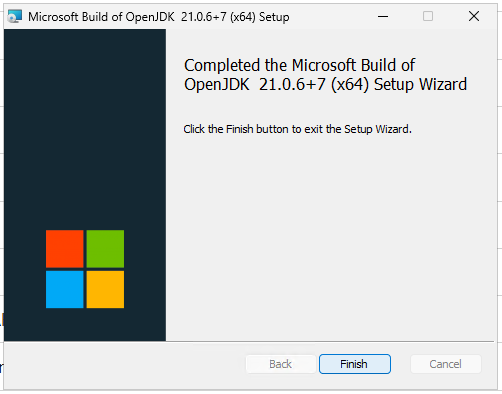 Microsoft Build of OpenJDK  21.0.6+7 (x64) Setup
Completed the Microsoft Build of
OpenJDK  21.0.6+7 (x64) Setup Wizard
Click the Finish button to exit the Setup Wizard.
Back
Finish
Cancel